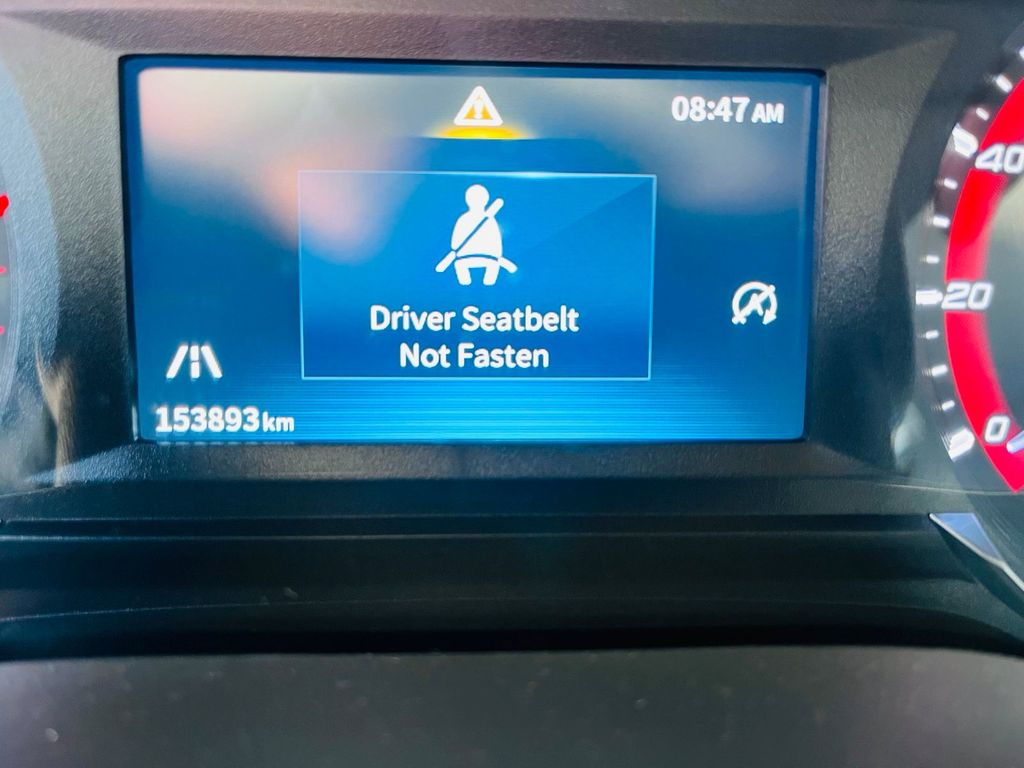 08:47 AM
Driver Seatbelt
Not Fasten
153893 km
40
20
0